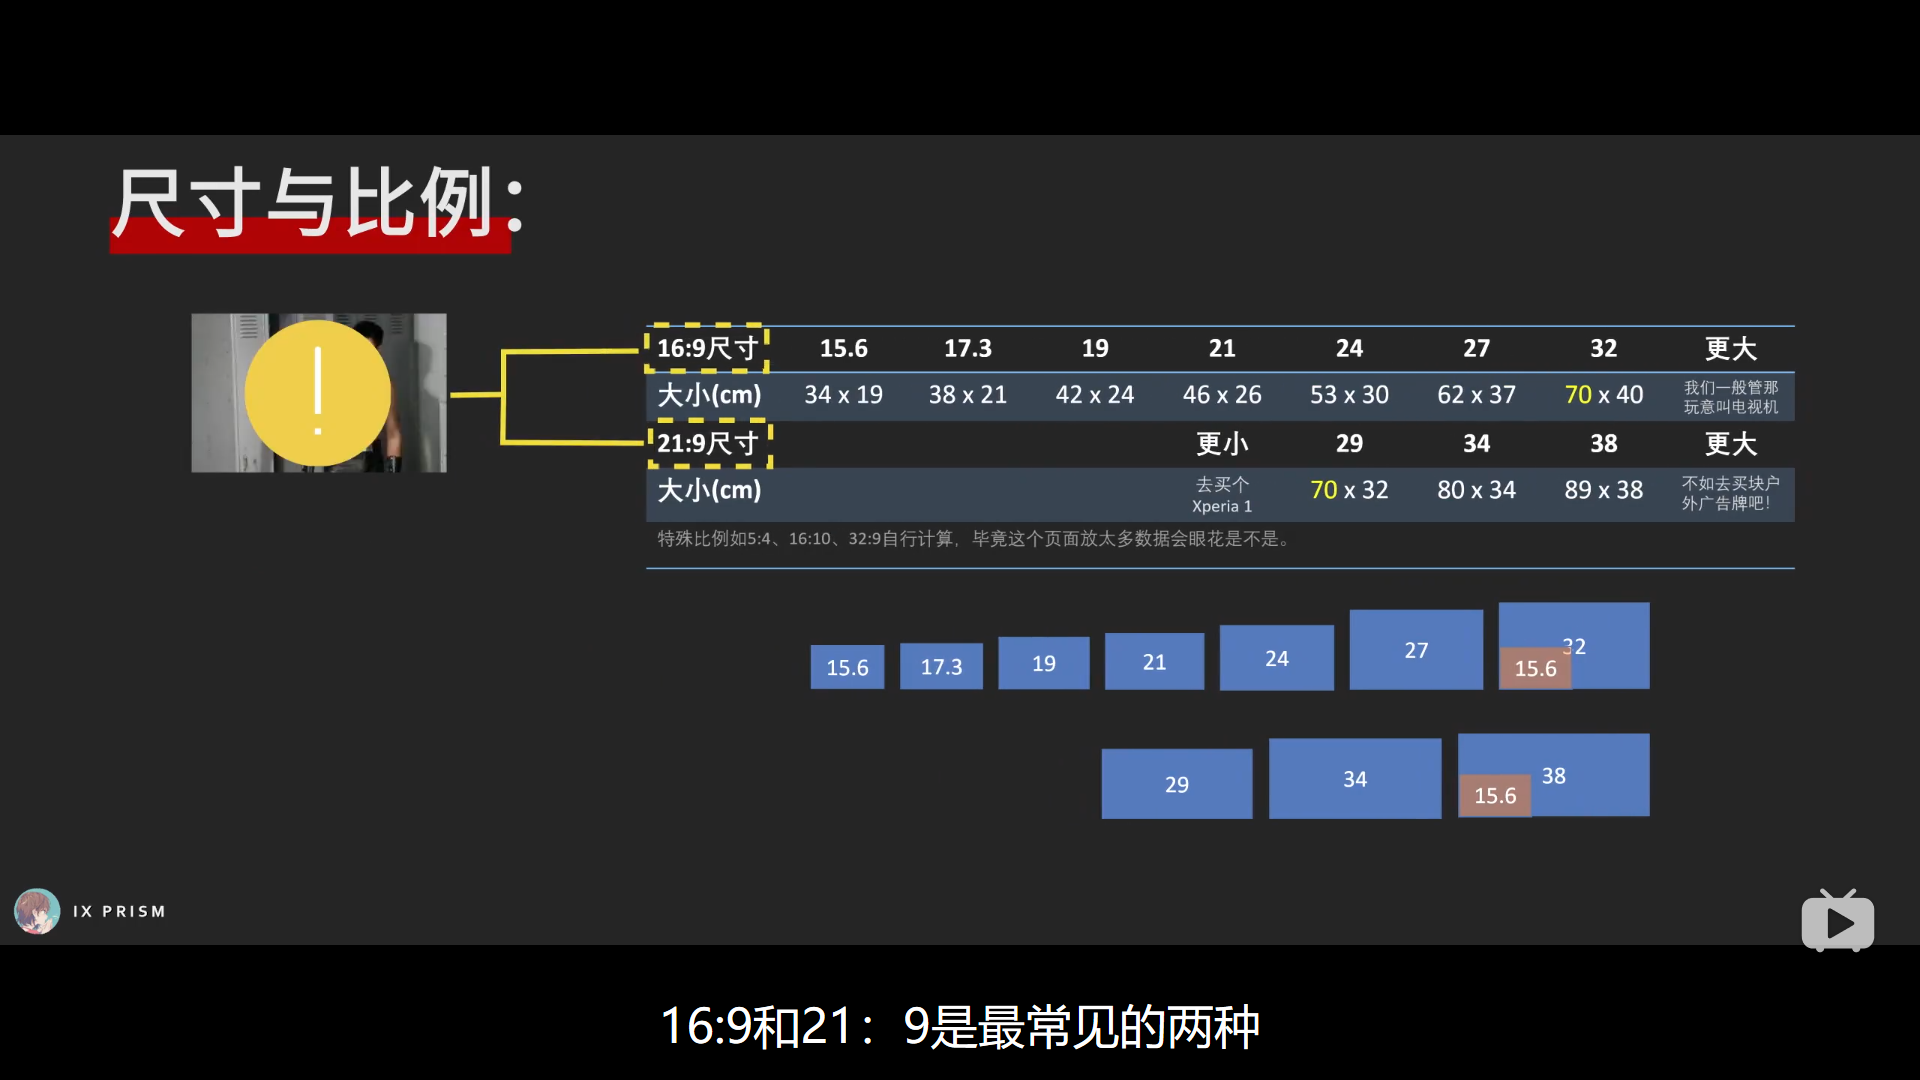 尺寸与比例：
16:9尺寸 15.6 17.3 19 21 24 27 32 更大
大小(cm) 34 x 19 38 x 21 42 x 24 46 x 26 53 x 30 62 x 37 70 x 40 我们一般管那
玩意叫电视机
21:9尺寸 更小 29 34 38 更大
大小(cm) 去买个 70 x 32 80 x 34 89 x 38 不如去买块户
Xperia 1 外广告牌吧！
特殊比例如5:4、16:10、32:9自行计算，毕竟这个页面放太多数据会眼花是不是。
15.6 17.3 19 21 24 27 32
15.6
29 34 38
15.6
IX PRISM
16:9和21：9是最常见的两种